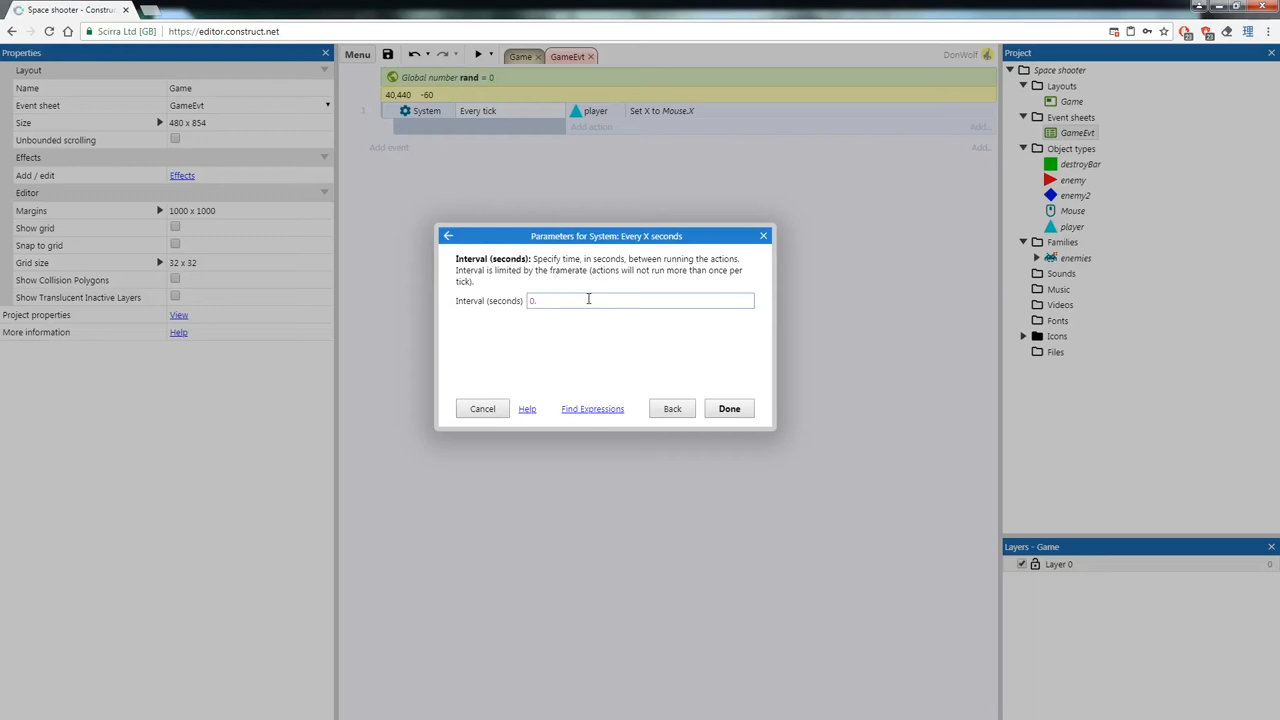 Space shooter - Construc
Scirra Ltd [GB]
https://editor.construct.net
Properties
Menu
Game
GameEvt
DonWolf
Project
Layout
Name
Game
Event sheet
GameEvt
Size
480 x 854
Unbounded scrolling
Effects
Add / edit
Effects
Editor
Margins
1000 x 1000
Show grid
Snap to grid
Grid size
32 x 32
Show Collision Polygons
Show Translucent Inactive Layers
Project properties
View
More information
Help
Global number rand = 0
40,440 -60
1
System
Every tick
player
Set X to Mouse.X
Add action
Add...
Add event
Add...
Parameters for System: Every X seconds
Interval (seconds): Specify time, in seconds, between running the actions.
Interval is limited by the framerate (actions will not run more than once per
tick).
Interval (seconds)
0.
Cancel
Help
Find Expressions
Back
Done
Space shooter
Layouts
Game
Event sheets
GameEvt
Object types
destroyBar
enemy
enemy2
Mouse
player
Families
enemies
Sounds
Music
Videos
Fonts
Icons
Files
Layers - Game
Layer 0
0